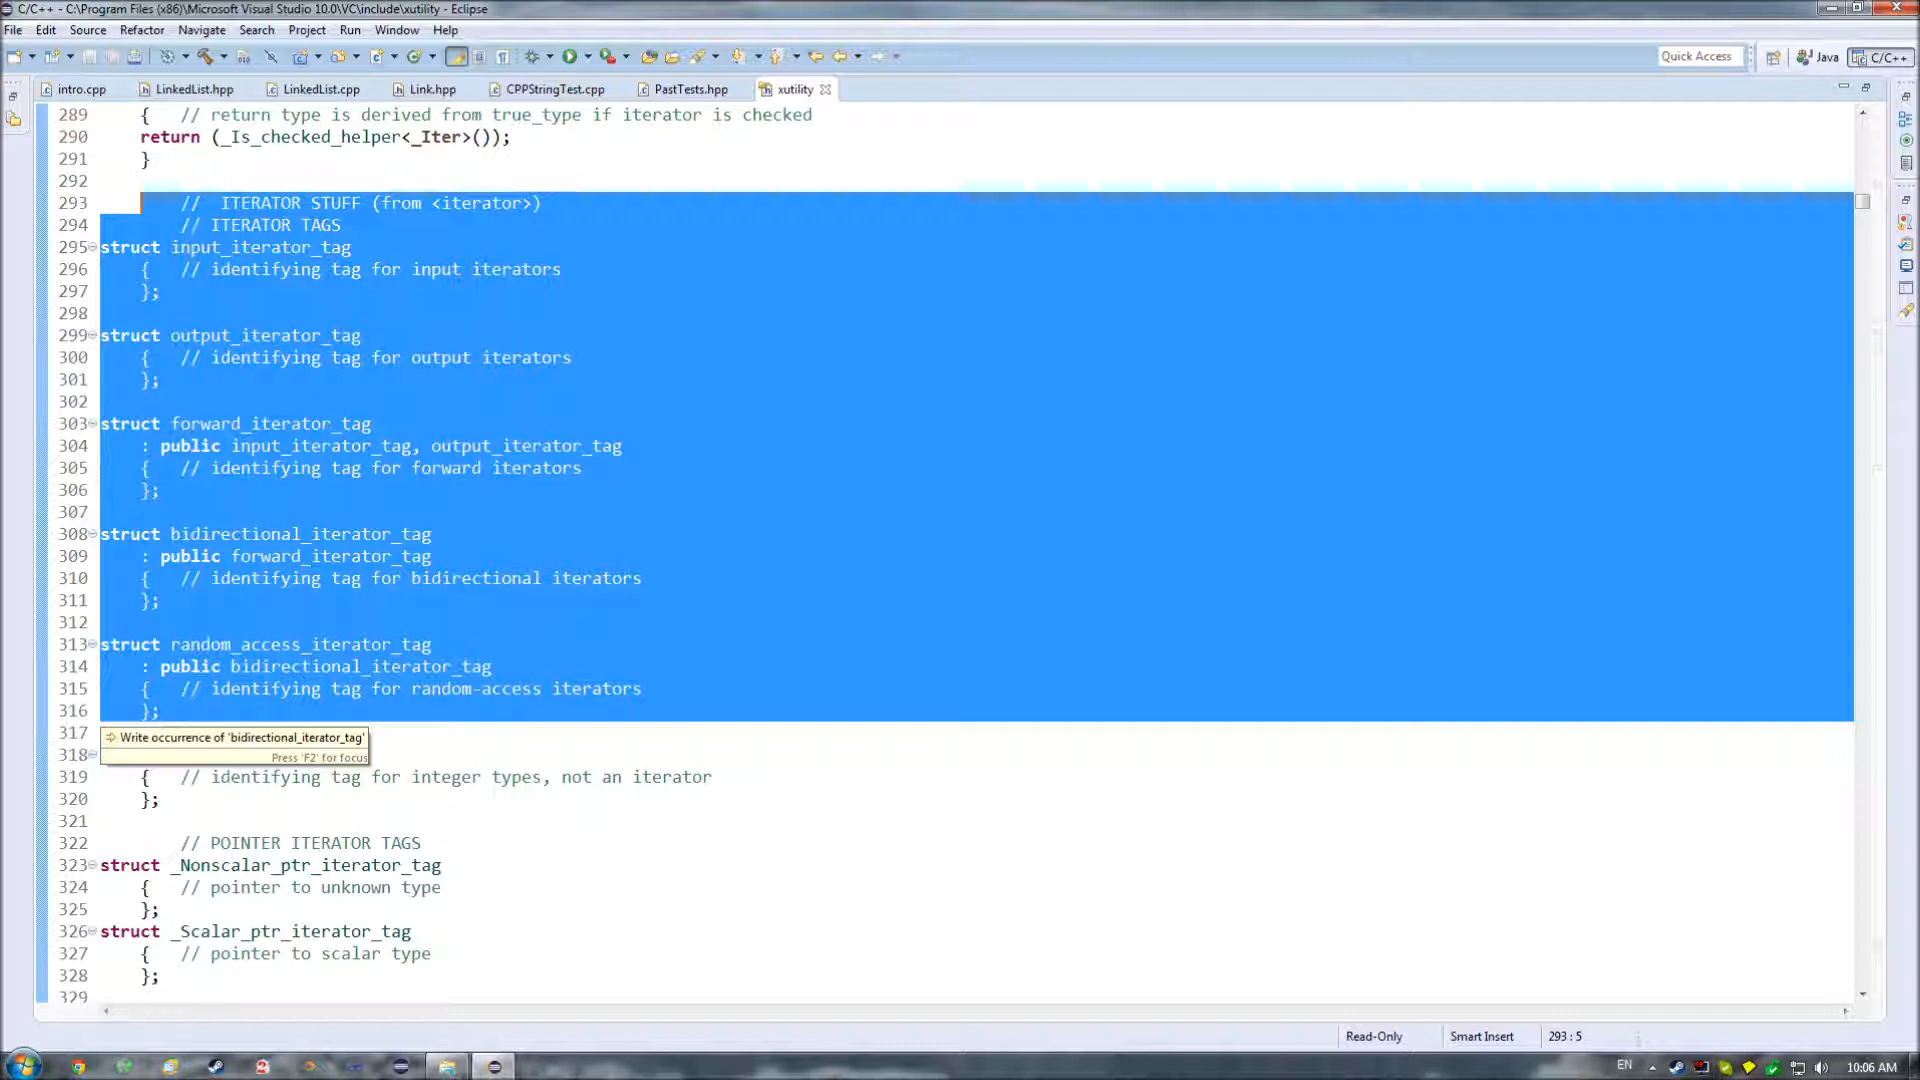 C/C++ - C:\Program Files (x86)\Microsoft Visual Studio 10.0\VC\include\xutility - Eclipse
File Edit Source Refactor Navigate Search Project Run Window Help
Quick Access Java C/C++
intro.cpp LinkedList.hpp LinkedList.cpp Link.hpp CPPStringTest.cpp PastTests.hpp xutility
289 { // return type is derived from true_type if iterator is checked
290 return (_Is_checked_helper<_Iter>());
291 }
292
293 // ITERATOR STUFF (from <iterator>)
294 // ITERATOR TAGS
295 struct input_iterator_tag
296 { // identifying tag for input iterators
297 };
298
299 struct output_iterator_tag
300 { // identifying tag for output iterators
301 };
302
303 struct forward_iterator_tag
304 : public input_iterator_tag, output_iterator_tag
305 { // identifying tag for forward iterators
306 };
307
308 struct bidirectional_iterator_tag
309 : public forward_iterator_tag
310 { // identifying tag for bidirectional iterators
311 };
312
313 struct random_access_iterator_tag
314 : public bidirectional_iterator_tag
315 { // identifying tag for random-access iterators
316 };
317
Write occurrence of 'bidirectional_iterator_tag'
318
Press 'F2' for focus
319 { // identifying tag for integer types, not an iterator
320 };
321
322 // POINTER ITERATOR TAGS
323 struct _Nonscalar_ptr_iterator_tag
324 { // pointer to unknown type
325 };
326 struct _Scalar_ptr_iterator_tag
327 { // pointer to scalar type
328 };
329
Read-Only Smart Insert 293 : 5
EN 10:06 AM